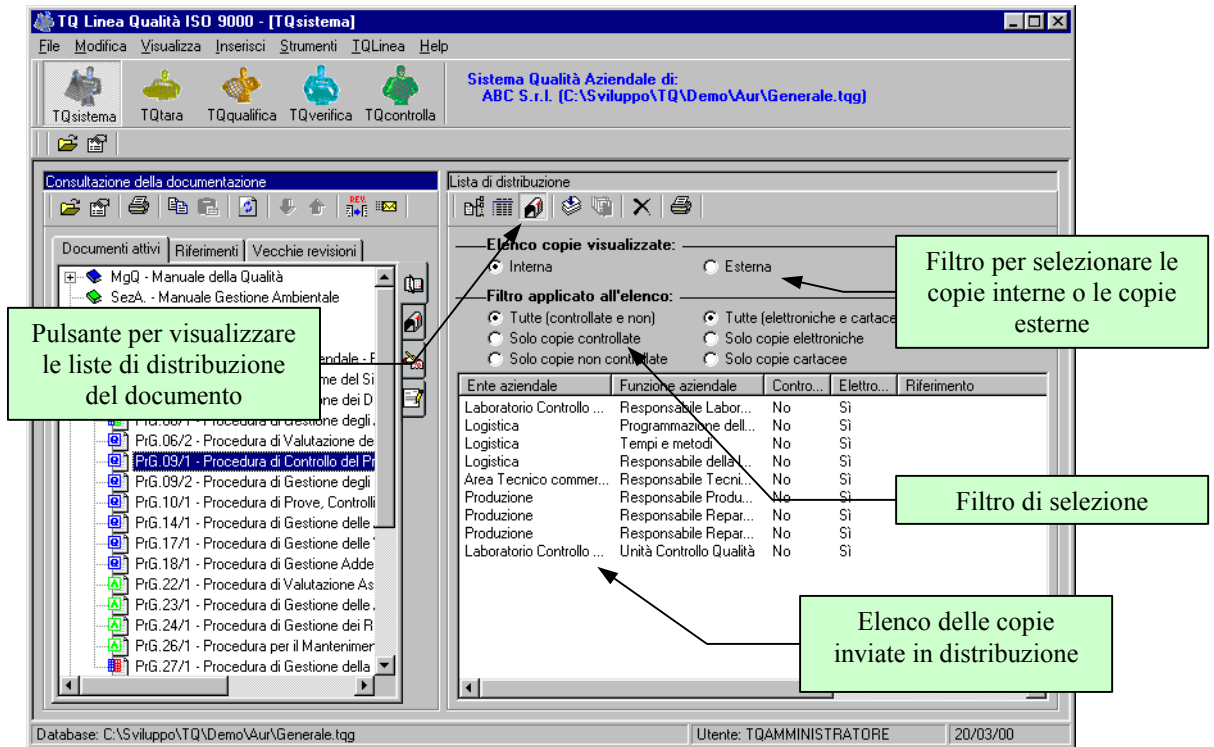 TQ Linea Qualità ISO 9000 - [TQsistema]
File Modifica Visualizza Inserisci Strumenti TQLinea Help
TQsistema TQtara TQqualifica TQverifica TQcontrolla
Sistema Qualità Aziendale di:
ABC S.r.l. (C:\Sviluppo\TQ\Demo\Aur\Generale.tqg)
Consultazione della documentazione
REV.
Documenti attivi Riferimenti Vecchie revisioni
MgQ - Manuale della Qualità
SezA. - Manuale Gestione Ambientale
endale - F
me del Si
one dei D
one degli
PrG.06/2 - Procedura di Valutazione de
PrG.09/1 - Procedura di Controllo del Pr
PrG.09/2 - Procedura di Gestione degli
PrG.10/1 - Procedura di Prove, Controlli
PrG.14/1 - Procedura di Gestione delle
PrG.17/1 - Procedura di Gestione delle
PrG.18/1 - Procedura di Gestione Adde
PrG.22/1 - Procedura di Valutazione As
PrG.23/1 - Procedura di Gestione delle
PrG.24/1 - Procedura di Gestione dei R
PrG.26/1 - Procedura per il Mantenimer
PrG.27/1 - Procedura di Gestione della
Pulsante per visualizzare
le liste di distribuzione
del documento
Lista di distribuzione
Elenco copie visualizzate:
Interna Esterna
Filtro applicato all'elenco:
Tutte (controllate e non) Tutte (elettroniche e cartace
Solo copie controllate Solo copie elettroniche
Solo copie non controllate Solo copie cartacee
Ente aziendale Funzione aziendale Contro... Elettro... Riferimento
Laboratorio Controllo ... Responsabile Labor... No Sì
Logistica Programmazione dell... No Sì
Logistica Tempi e metodi No Sì
Logistica Responsabile della l... No Sì
Area Tecnico commer... Responsabile Tecni... No Sì
Produzione Responsabile Produ... No Sì
Produzione Responsabile Repar... No Sì
Produzione Responsabile Repar... No Sì
Laboratorio Controllo ... Unità Controllo Qualità No Sì
Filtro per selezionare le
copie interne o le copie
esterne
Filtro di selezione
Elenco delle copie
inviate in distribuzione
Database: C:\Sviluppo\TQ\Demo\Aur\Generale.tqg Utente: TQAMMINISTRATORE 20/03/00